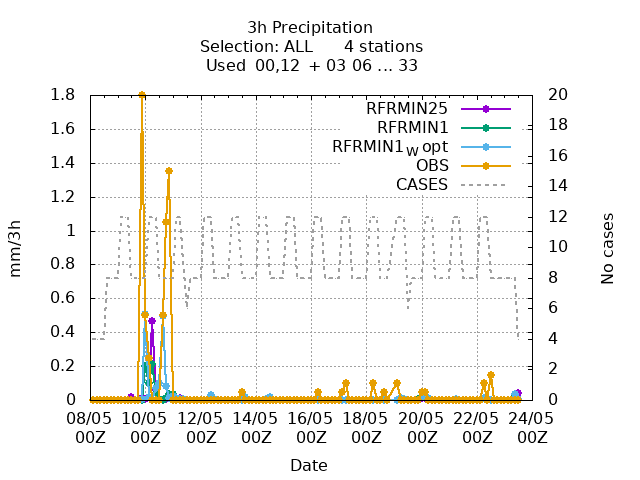 3h Precipitation
Selection: ALL 4 stations
Used 00,12 + 03 06 ... 33
RFRMIN25
RFRMIN1
RFRMIN1W opt
OBS
CASES
mm/3h
1.8
1.6
1.4
1.2
1
0.8
0.6
0.4
0.2
0
No cases
20
18
16
14
12
10
8
6
4
2
0
08/05 10/05 12/05 14/05 16/05 18/05 20/05 22/05 24/05
00Z 00Z 00Z 00Z 00Z 00Z 00Z 00Z 00Z
Date